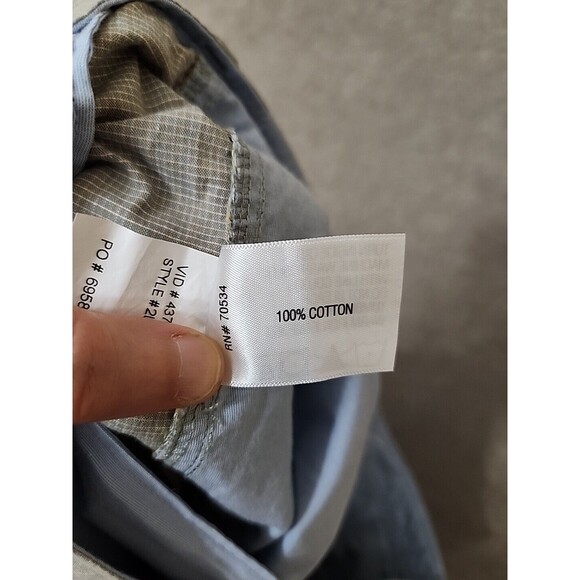 PO # 6958
VID # 437
STYLE #2
RN# 70534
100% COTTON